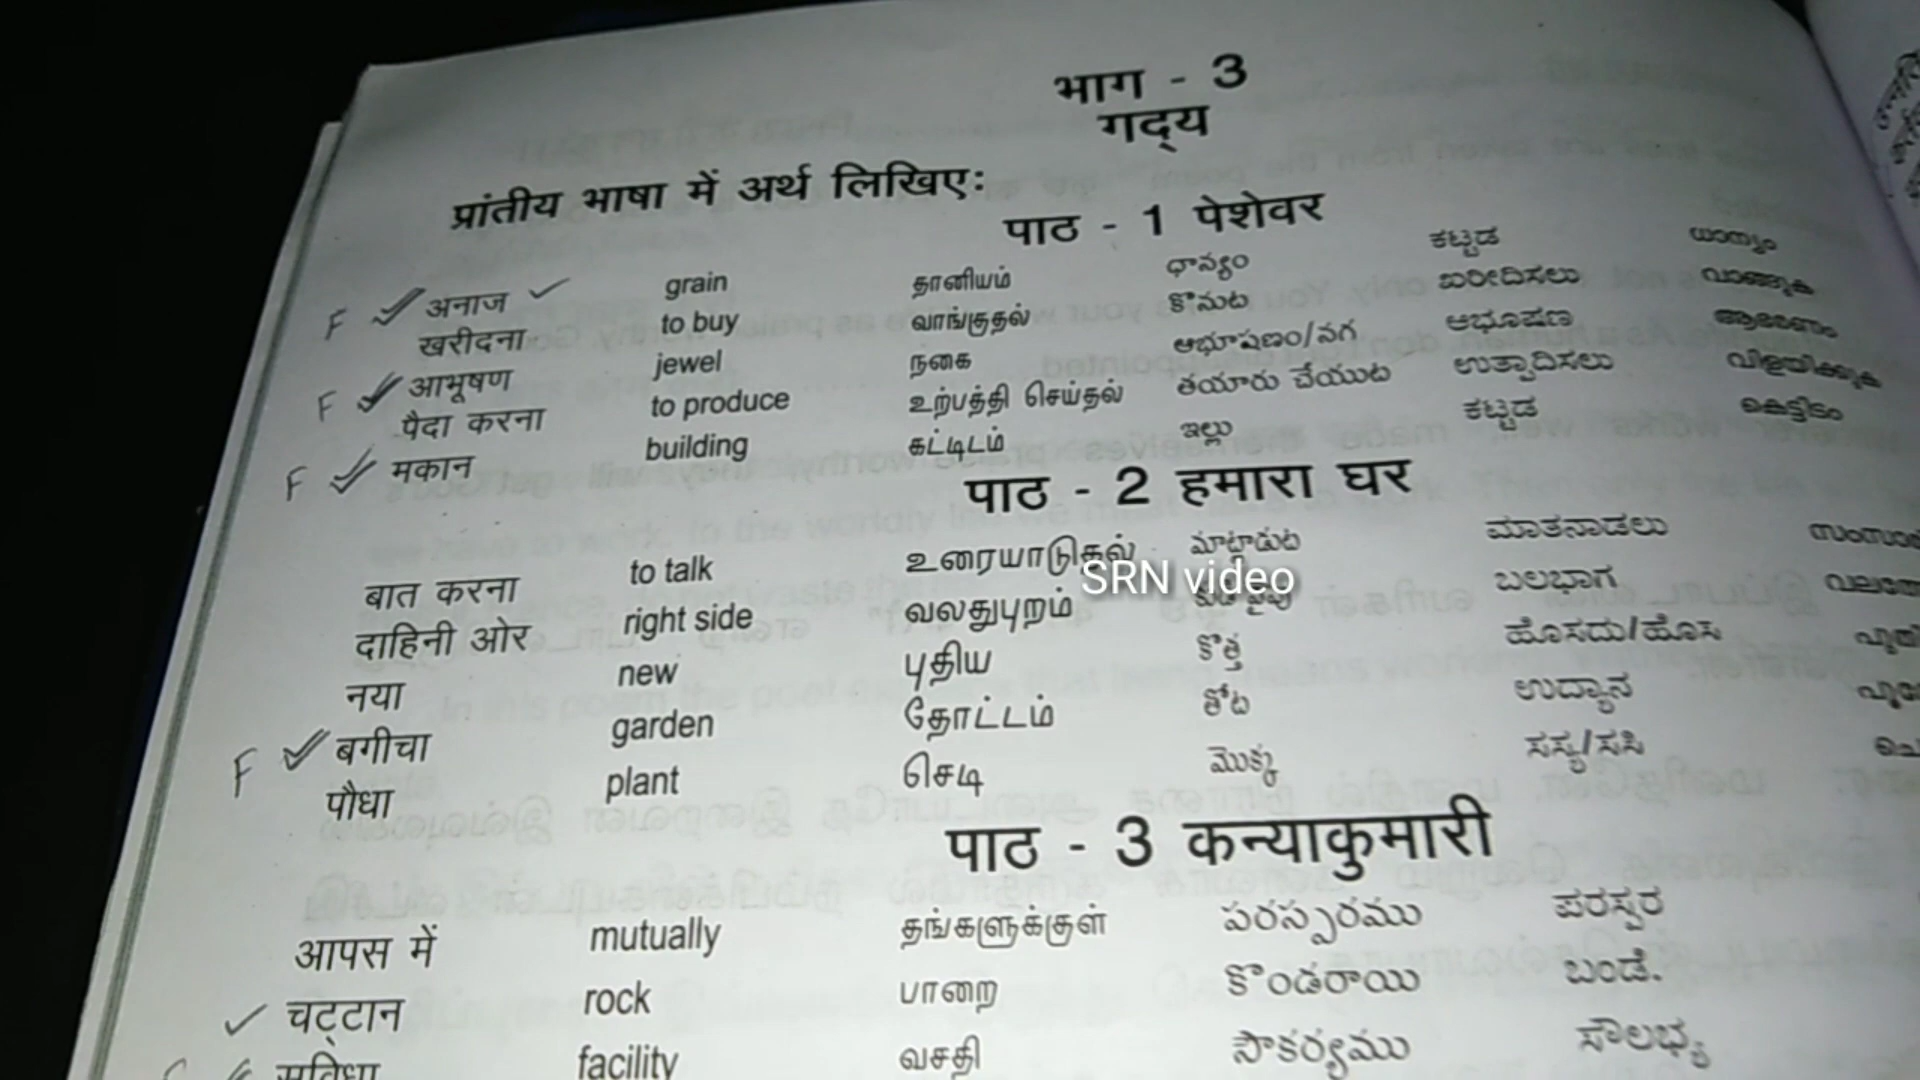 भाग - 3
गद्य
प्रांतीय भाषा में अर्थ लिखिए:
पाठ - 1 पेशेवर
F अनाज grain தானியம் ధాన్యం ಕಟ್ಟಡ ധാന്യം
खरीदना to buy வாங்குதல் కొనుట ಖರೀದಿಸಲು വാങ്ങുക
F आभूषण jewel நகை ఆభూషణం/నగ ಆಭೂಷಣ ആഭരണം
पैदा करना to produce உற்பத்தி செய்தல் తయారు చేయుట ಉತ್ಪಾದಿಸಲು വിളയിക്കുക
F मकान building கட்டிடம் ఇల్లు ಕಟ್ಟಡ കെട്ടിടം
पाठ - 2 हमारा घर
बात करना to talk உரையாடுதல் మాట్లాడుట ಮಾತನಾಡಲು
SRN video
दाहिनी ओर right side வலதுபுறம் ಬಲಭಾಗ
नया new புதிய కొత్త ಹೊಸದು/ಹೊಸ
F बगीचा garden தோட்டம் తోట ಉದ್ಯಾನ
पौधा plant செடி మొక్క ಸಸ್ಯ/ಸಸಿ
पाठ - 3 कन्याकुमारी
आपस में mutually தங்களுக்குள் పరస్పరము ಪರಸ್ಪರ
चट्टान rock பாறை కొండరాయి ಬಂಡೆ.
सुविधा facility வசதி సౌకర్యము ಸೌಲಭ್ಯ